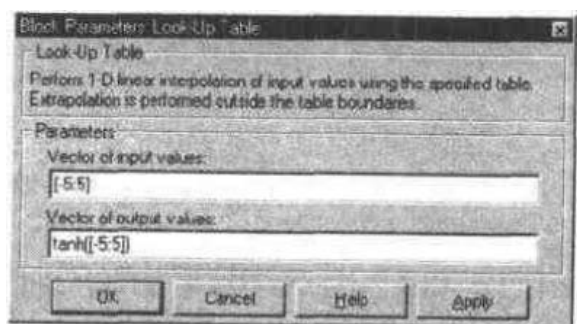 Block Parameters: Look-Up Table
Look-Up Table
Perform 1-D linear interpolation of input values using the specified table.
Extrapolation is performed outside the table boundaries.
Parameters
Vector of input values:
[-5:5]
Vector of output values:
tanh([-5:5])
OK
Cancel
Help
Apply